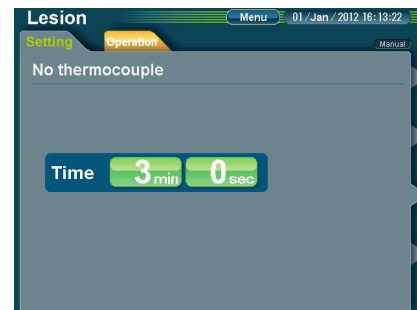 Lesion Menu 01/Jan/2012 16:13:22
Setting Operation Manual
No thermocouple
Time 3 min 0 sec